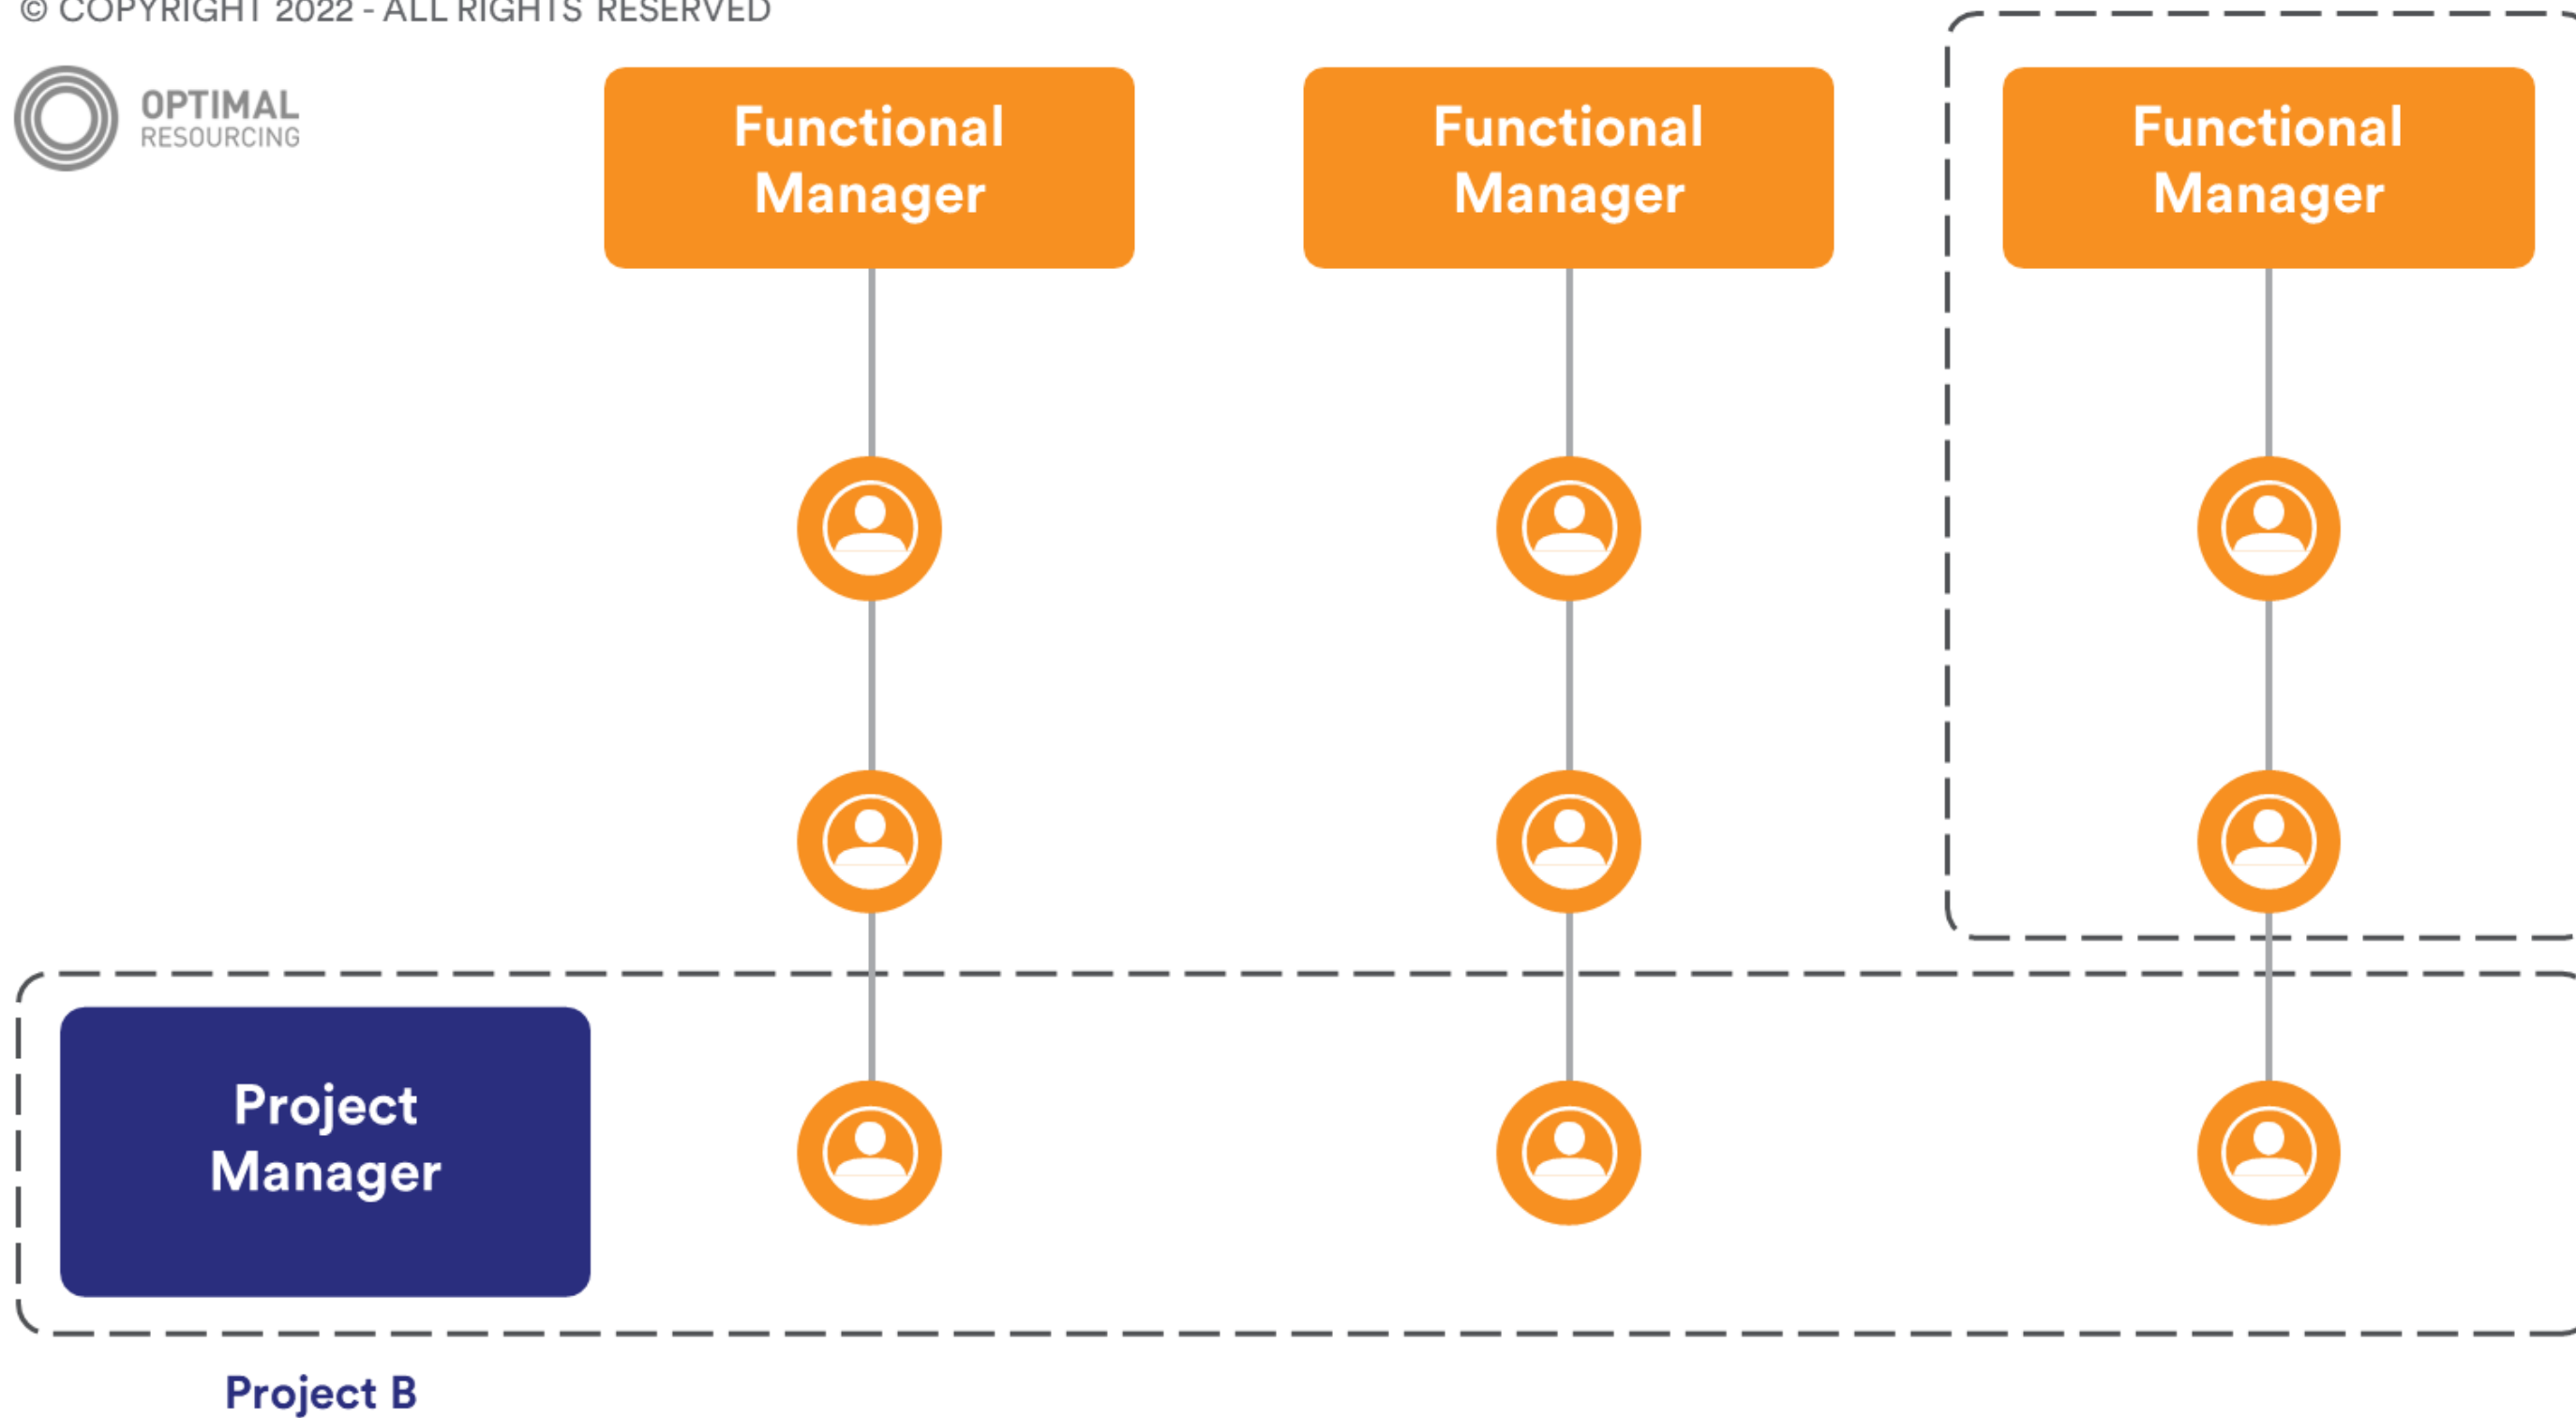 © COPYRIGHT 2022 - ALL RIGHTS RESERVED
OPTIMAL
RESOURCING
Functional
Manager
Functional
Manager
Functional
Manager
Project
Manager
Project B